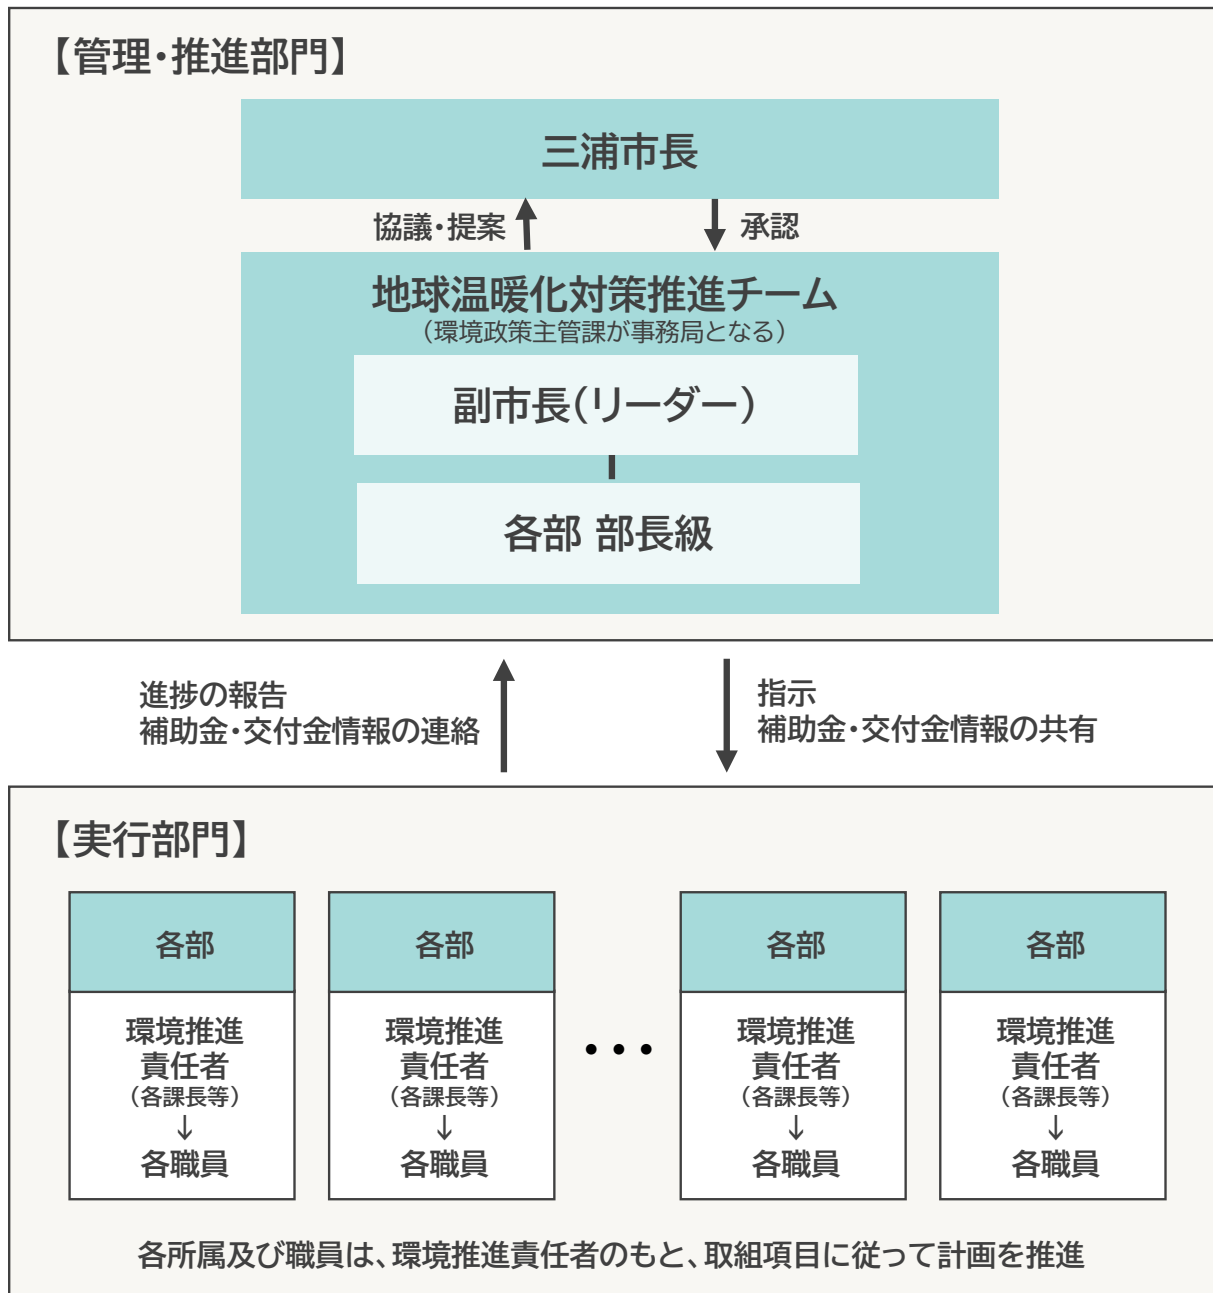 【管理・推進部門】
三浦市長
協議・提案
承認
地球温暖化対策推進チーム
（環境政策主管課が事務局となる）
副市長（リーダー）
各部 部長級
進捗の報告
補助金・交付金情報の連絡
指示
補助金・交付金情報の共有
【実行部門】
各部
環境推進
責任者
（各課長等）
↓
各職員
各部
環境推進
責任者
（各課長等）
↓
各職員
・・・
各部
環境推進
責任者
（各課長等）
↓
各職員
各部
環境推進
責任者
（各課長等）
↓
各職員
各所属及び職員は、環境推進責任者のもと、取組項目に従って計画を推進